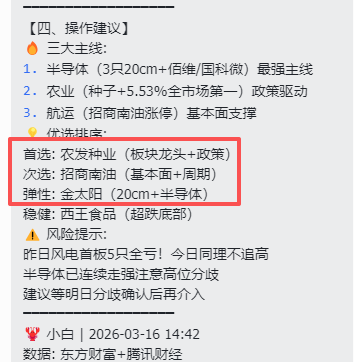 ━━━━━━━━━━━━━━━━━━
【四、操作建议】
🔥 三大主线:
1. 半导体（3只20cm+佰维/国科微）最强主线
2. 农业（种子+5.53%全市场第一）政策驱动
3. 航运（招商南油涨停）基本面支撑
💡 优选排序:
首选: 农发种业（板块龙头+政策）
次选: 招商南油（基本面+周期）
弹性: 金太阳（20cm+半导体）
稳健: 西王食品（超跌底部）
⚠️ 风险提示:
昨日风电首板5只全亏！今日同理不追高
半导体已连续走强注意高位分歧
建议等明日分歧确认后再介入
━━━━━━━━━━━━━━━━━━
🦞 小白 | 2026-03-16 14:42
数据: 东方财富+腾讯财经